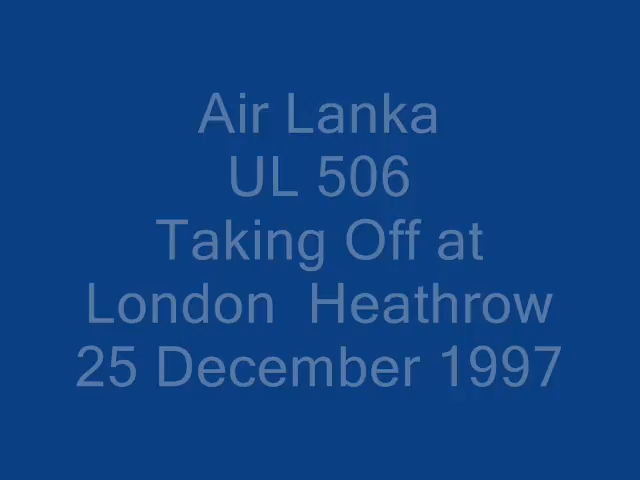 Air Lanka
UL 506
Taking Off at
London  Heathrow
25 December 1997